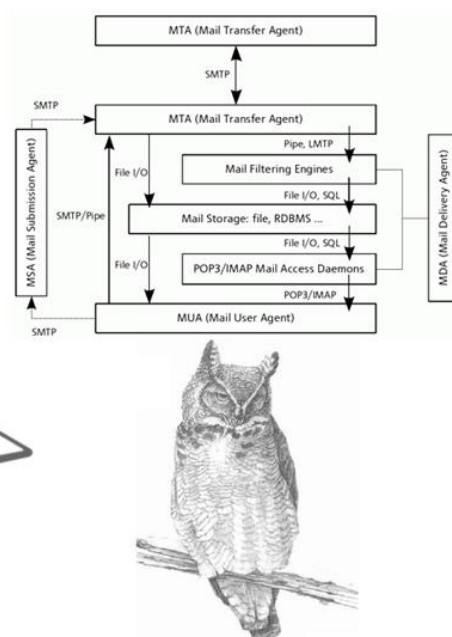 MTA (Mail Transfer Agent)
SMTP
SMTP
MTA (Mail Transfer Agent)
Pipe, LMTP
File I/O
Mail Filtering Engines
File I/O, SQL
MSA (Mail Submission Agent)
SMTP/Pipe
Mail Storage: file, RDBMS ...
MDA (Mail Delivery Agent)
File I/O, SQL
File I/O
POP3/IMAP Mail Access Daemons
POP3/IMAP
MUA (Mail User Agent)
SMTP